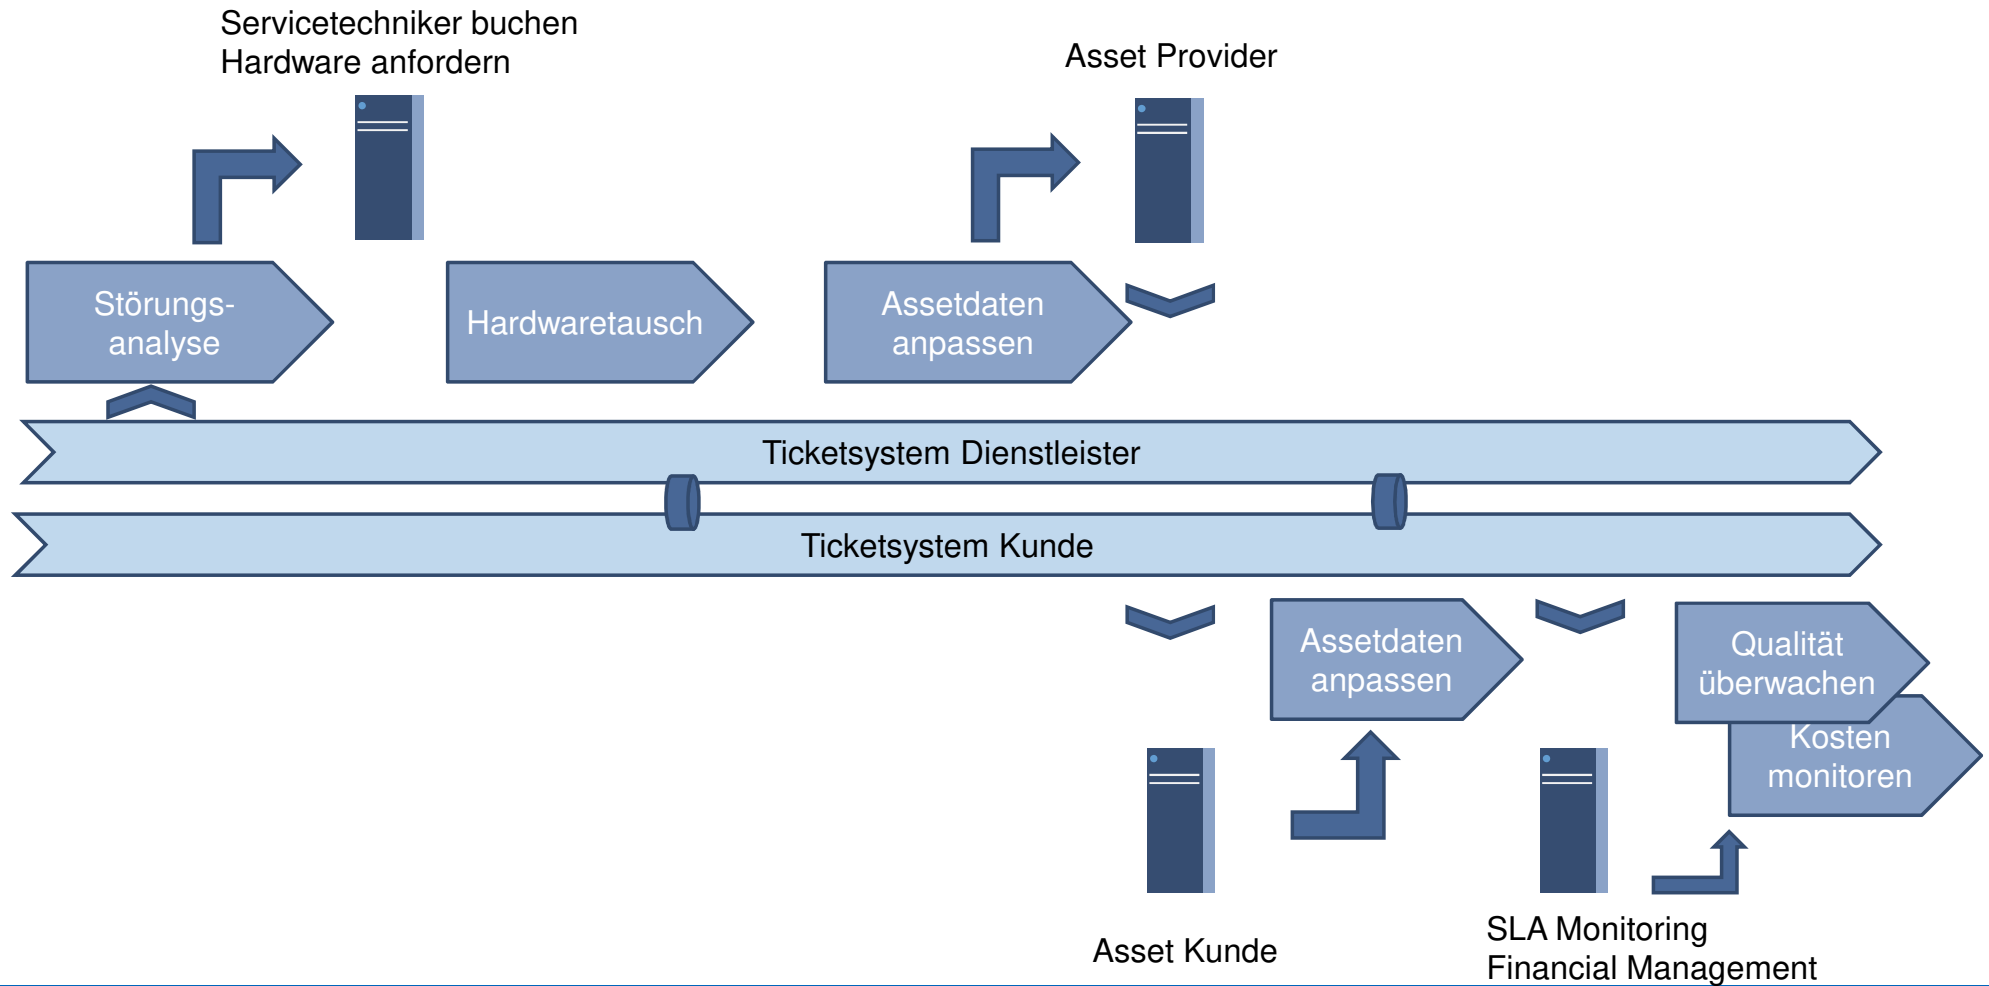 Servicetechniker buchen
Hardware anfordern
Asset Provider
Störungs-
analyse
Hardwaretausch
Assetdaten
anpassen
Ticketsystem Dienstleister
Ticketsystem Kunde
Assetdaten
anpassen
Qualität
überwachen
Kosten
monitoren
Asset Kunde
SLA Monitoring
Financial Management